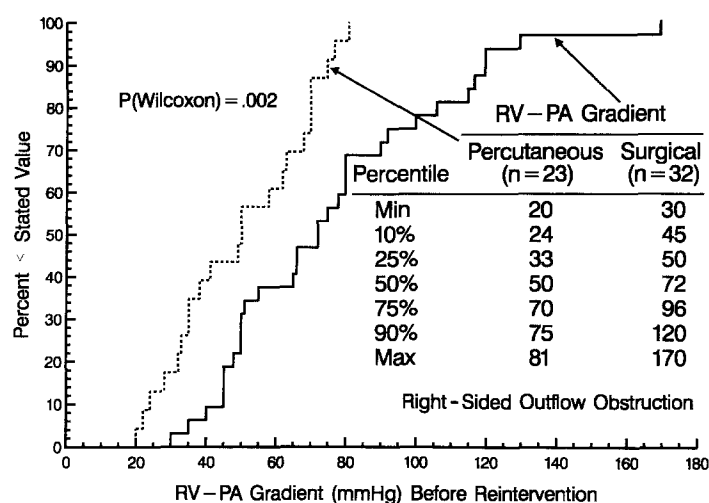 100
90
80
70
60
50
40
30
20
10
0
Percent < Stated Value
P(Wilcoxon) = .002
RV-PA Gradient
Percentile Percutaneous (n=23) Surgical (n=32)
Min 20 30
10% 24 45
25% 33 50
50% 50 72
75% 70 96
90% 75 120
Max 81 170
Right-Sided Outflow Obstruction
0 20 40 60 80 100 120 140 160 180
RV-PA Gradient (mmHg) Before Reintervention